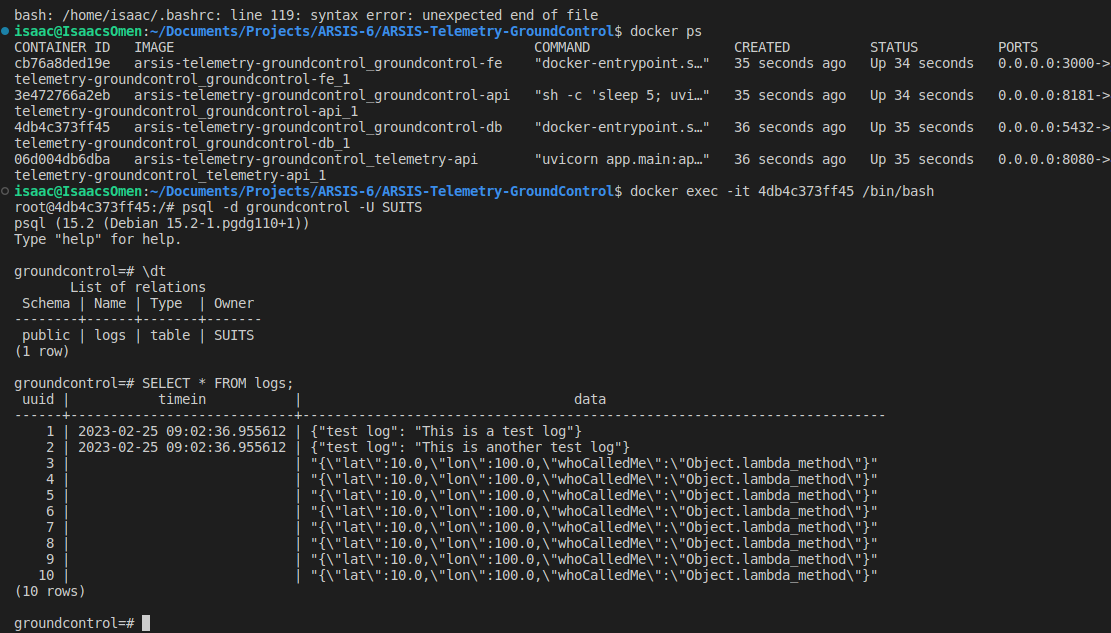 bash: /home/isaac/.bashrc: line 119: syntax error: unexpected end of file
isaac@IsaacsOmen:~/Documents/Projects/ARSIS-6/ARSIS-Telemetry-GroundControl$ docker ps
CONTAINER ID   IMAGE                                            COMMAND                  CREATED          STATUS          PORTS
cb76a8ded19e   arsis-telemetry-groundcontrol_groundcontrol-fe    "docker-entrypoint.s…"   35 seconds ago   Up 34 seconds   0.0.0.0:3000->
telemetry-groundcontrol_groundcontrol-fe_1
3e472766a2eb   arsis-telemetry-groundcontrol_groundcontrol-api   "sh -c 'sleep 5; uvi…"   35 seconds ago   Up 34 seconds   0.0.0.0:8181->
telemetry-groundcontrol_groundcontrol-api_1
4db4c373ff45   arsis-telemetry-groundcontrol_groundcontrol-db    "docker-entrypoint.s…"   36 seconds ago   Up 35 seconds   0.0.0.0:5432->
telemetry-groundcontrol_groundcontrol-db_1
06d004db6dba   arsis-telemetry-groundcontrol_telemetry-api       "uvicorn app.main:ap…"   36 seconds ago   Up 35 seconds   0.0.0.0:8080->
telemetry-groundcontrol_telemetry-api_1
isaac@IsaacsOmen:~/Documents/Projects/ARSIS-6/ARSIS-Telemetry-GroundControl$ docker exec -it 4db4c373ff45 /bin/bash
root@4db4c373ff45:/# psql -d groundcontrol -U SUITS
psql (15.2 (Debian 15.2-1.pgdg110+1))
Type "help" for help.

groundcontrol=# \dt
       List of relations
 Schema | Name | Type  | Owner
--------+------+-------+-------
 public | logs | table | SUITS
(1 row)

groundcontrol=# SELECT * FROM logs;
 uuid |           timein           |                                  data
------+----------------------------+-------------------------------------------------------------------------
    1 | 2023-02-25 09:02:36.955612 | {"test log": "This is a test log"}
    2 | 2023-02-25 09:02:36.955612 | {"test log": "This is another test log"}
    3 |                            | "{\"lat\":10.0,\"lon\":100.0,\"whoCalledMe\":\"Object.lambda_method\"}"
    4 |                            | "{\"lat\":10.0,\"lon\":100.0,\"whoCalledMe\":\"Object.lambda_method\"}"
    5 |                            | "{\"lat\":10.0,\"lon\":100.0,\"whoCalledMe\":\"Object.lambda_method\"}"
    6 |                            | "{\"lat\":10.0,\"lon\":100.0,\"whoCalledMe\":\"Object.lambda_method\"}"
    7 |                            | "{\"lat\":10.0,\"lon\":100.0,\"whoCalledMe\":\"Object.lambda_method\"}"
    8 |                            | "{\"lat\":10.0,\"lon\":100.0,\"whoCalledMe\":\"Object.lambda_method\"}"
    9 |                            | "{\"lat\":10.0,\"lon\":100.0,\"whoCalledMe\":\"Object.lambda_method\"}"
   10 |                            | "{\"lat\":10.0,\"lon\":100.0,\"whoCalledMe\":\"Object.lambda_method\"}"
(10 rows)

groundcontrol=#